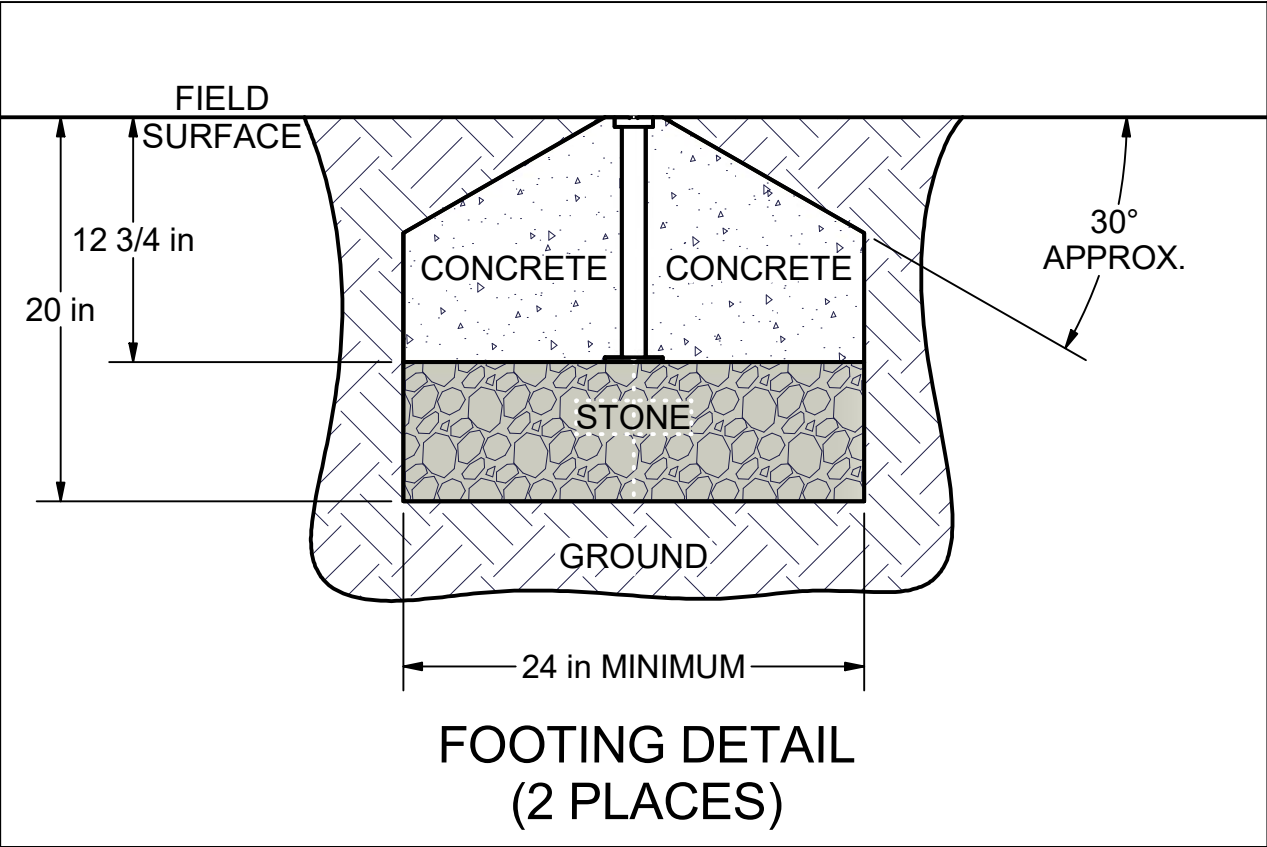 FIELD
SURFACE
12 3/4 in
20 in
30°
APPROX.
CONCRETE
CONCRETE
STONE
GROUND
24 in MINIMUM
FOOTING DETAIL
(2 PLACES)